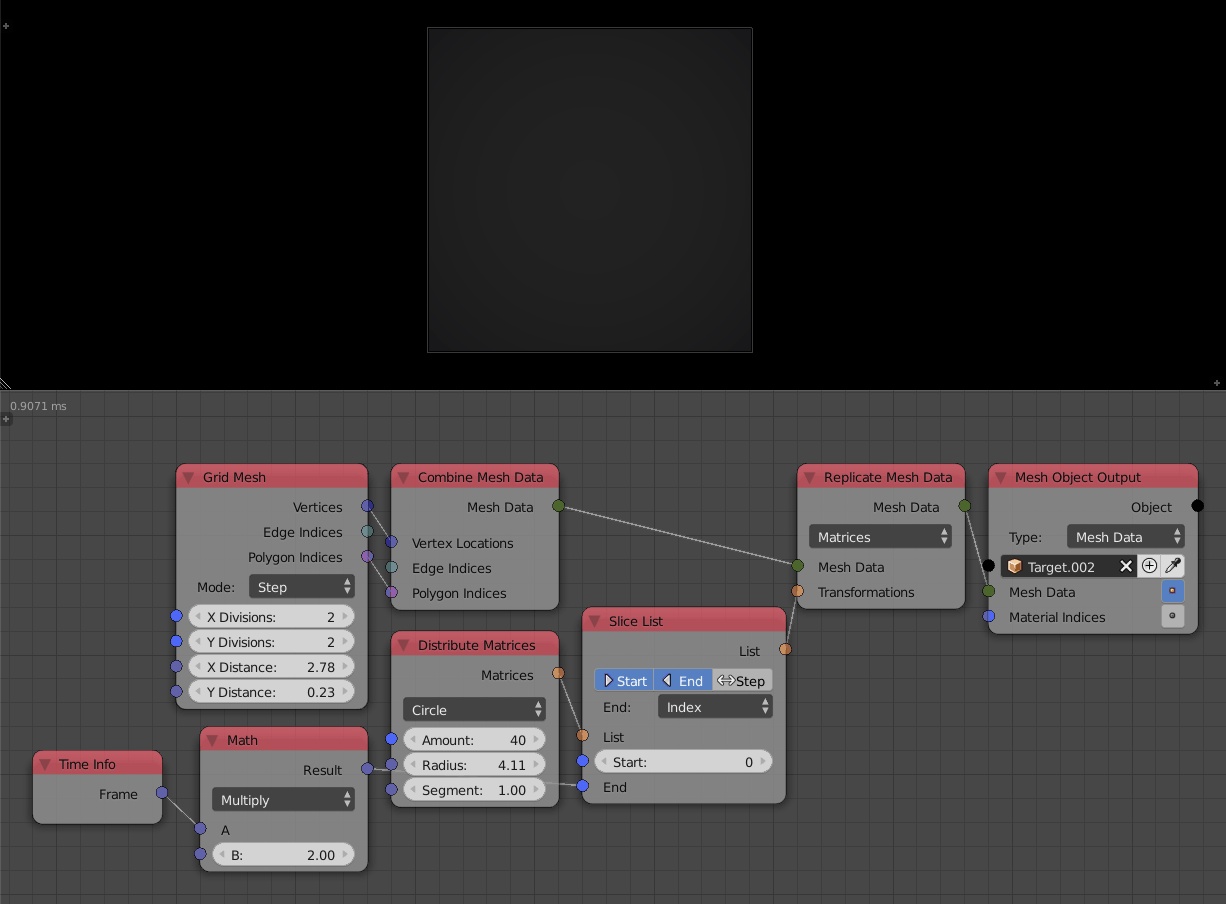 0.9071 ms
Grid Mesh
Vertices
Edge Indices
Polygon Indices
Mode: Step
X Divisions: 2
Y Divisions: 2
X Distance: 2.78
Y Distance: 0.23
Combine Mesh Data
Mesh Data
Vertex Locations
Edge Indices
Polygon Indices
Replicate Mesh Data
Mesh Data
Matrices
Mesh Data
Transformations
Mesh Object Output
Object
Type: Mesh Data
Target.002
Mesh Data
Material Indices
Slice List
List
Start End Step
End: Index
List
Start: 0
End
Distribute Matrices
Matrices
Circle
Amount: 40
Radius: 4.11
Segment: 1.00
Math
Result
Multiply
A
B: 2.00
Time Info
Frame